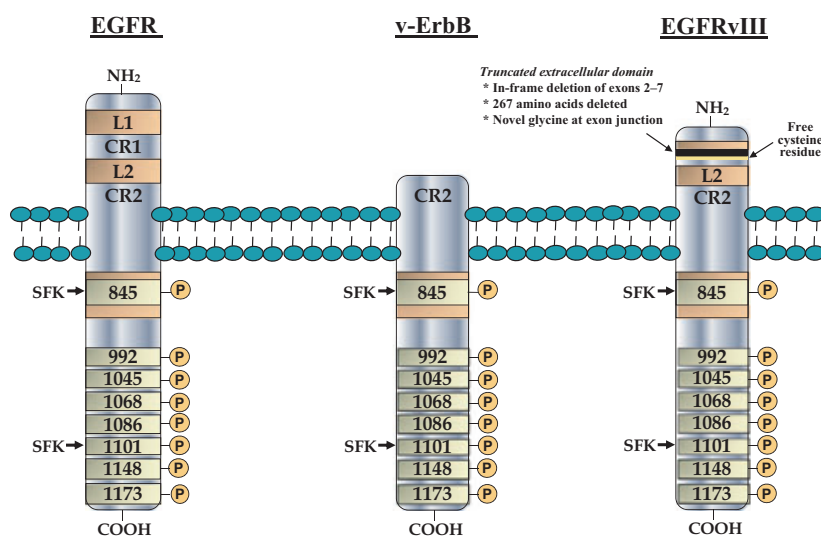 EGFR
NH₂
L1
CR1
L2
CR2
SFK
845
P
992
P
1045
P
1068
P
1086
P
SFK
1101
P
1148
P
1173
P
COOH
v-ErbB
CR2
SFK
845
P
992
P
1045
P
1068
P
1086
P
SFK
1101
P
1148
P
1173
P
COOH
EGFRvIII
Truncated extracellular domain
* In-frame deletion of exons 2–7
* 267 amino acids deleted
* Novel glycine at exon junction
NH₂
Free
cysteine
residue
L2
CR2
SFK
845
P
992
P
1045
P
1068
P
1086
P
SFK
1101
P
1148
P
1173
P
COOH